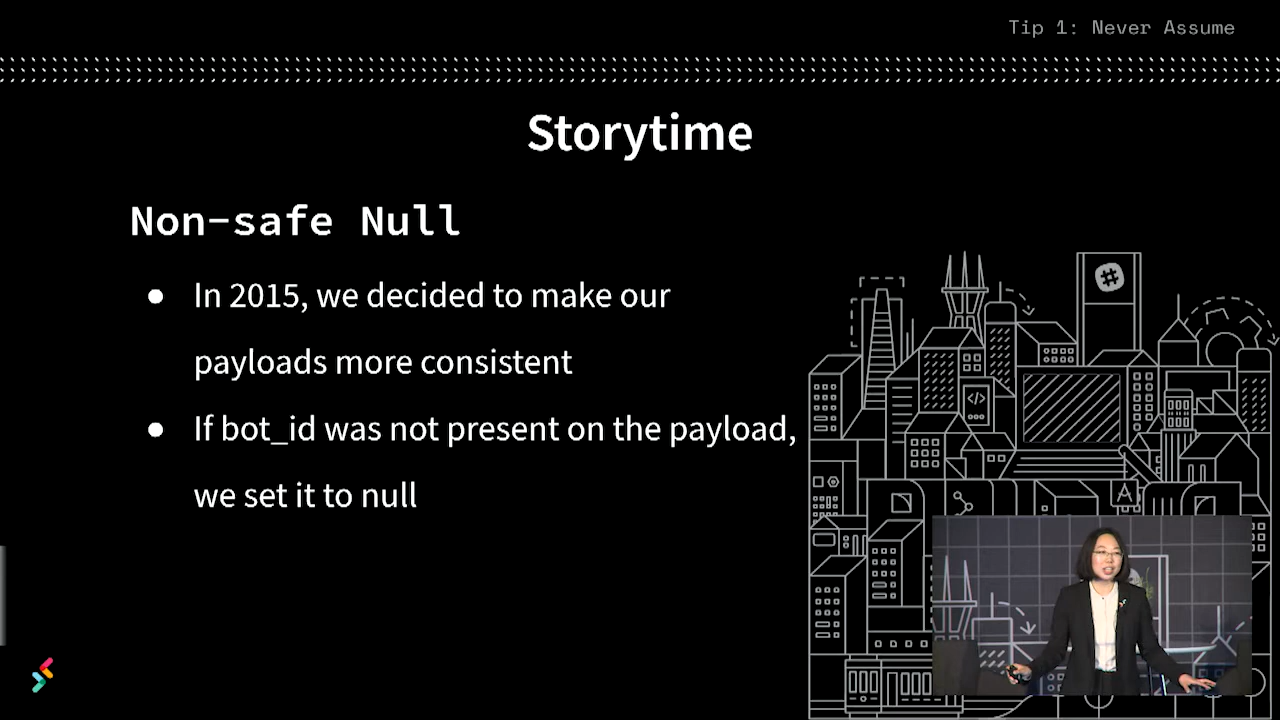 Tip 1: Never Assume
Storytime
Non-safe Null
● In 2015, we decided to make our
payloads more consistent
● If bot_id was not present on the payload,
we set it to null
</>
A